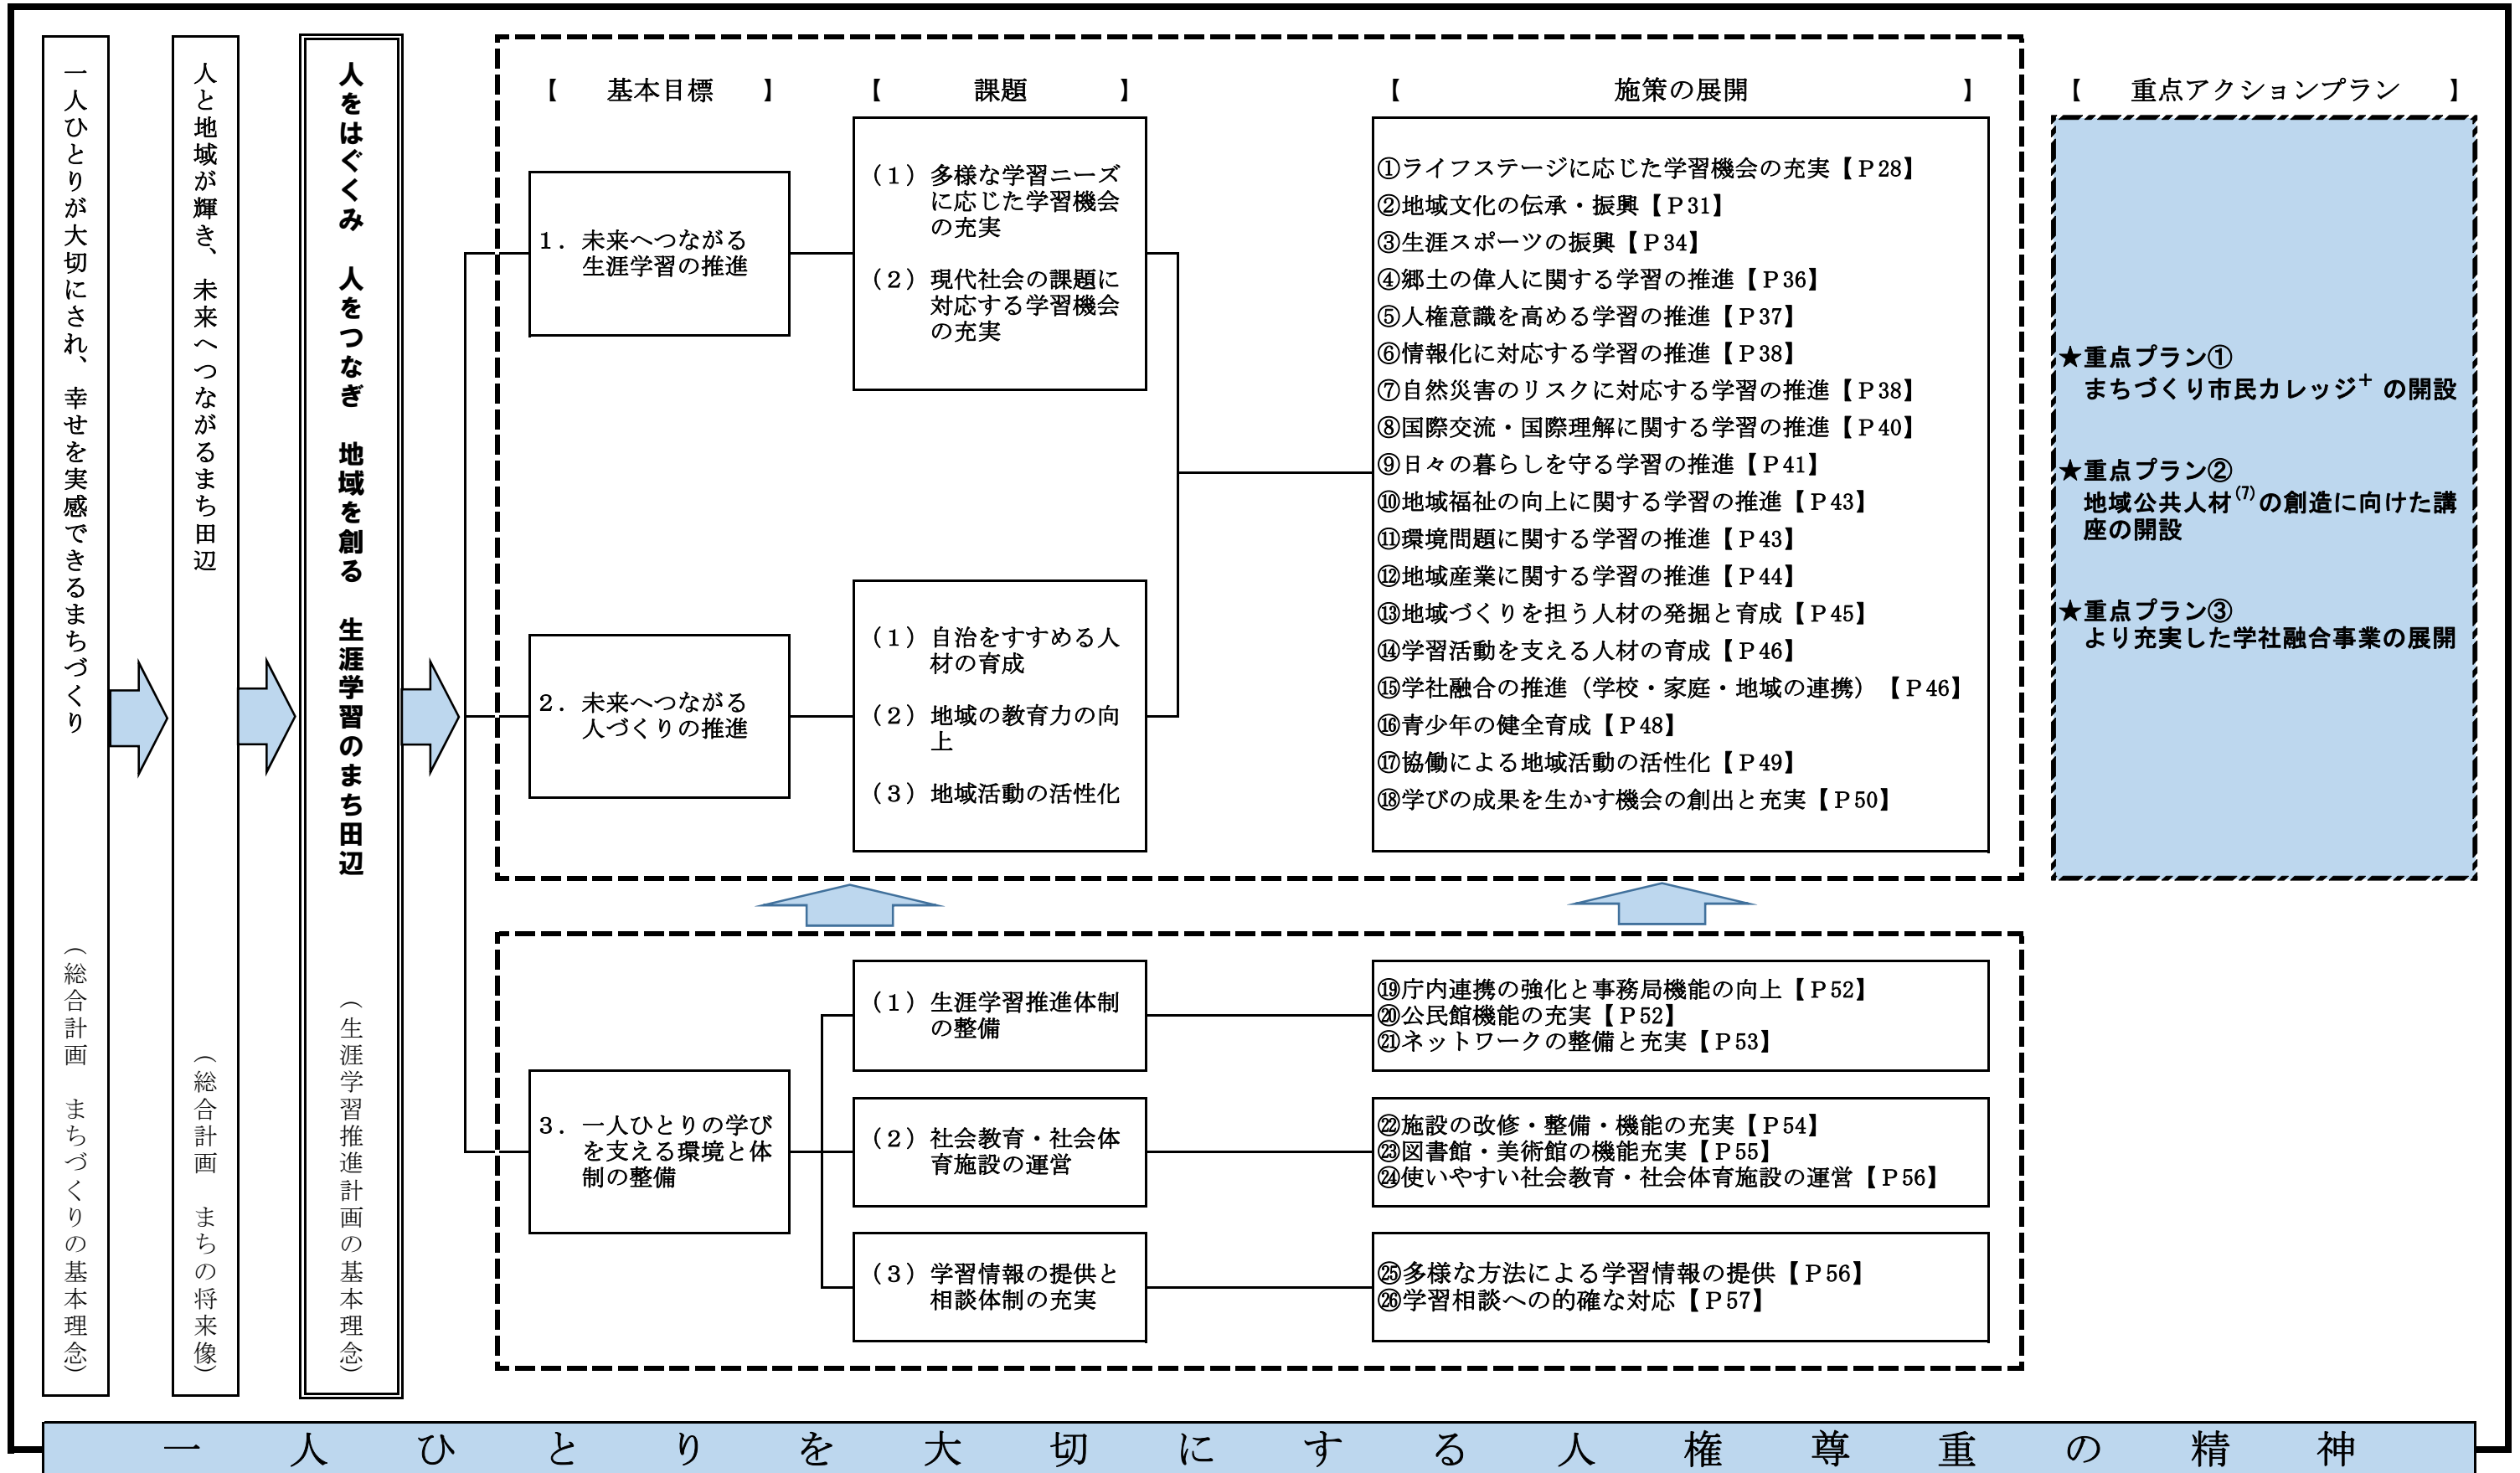 一人ひとりが大切にされ、幸せを実感できるまちづくり　（総合計画　まちづくりの基本理念）
人と地域が輝き、未来へつながるまち田辺　（総合計画　まちの将来像）
人をはぐくみ　人をつなぎ　地域を創る　生涯学習のまち田辺　（生涯学習推進計画の基本理念）
【　基本目標　】
【　課題　】
【　施策の展開　】
【　重点アクションプラン　】
１．未来へつながる
生涯学習の推進
（１）多様な学習ニーズ
に応じた学習機会
の充実
（２）現代社会の課題に
対応する学習機会
の充実
２．未来へつながる
人づくりの推進
（１）自治をすすめる人
材の育成
（２）地域の教育力の向
上
（３）地域活動の活性化
①ライフステージに応じた学習機会の充実【Ｐ28】
②地域文化の伝承・振興【Ｐ31】
③生涯スポーツの振興【Ｐ34】
④郷土の偉人に関する学習の推進【Ｐ36】
⑤人権意識を高める学習の推進【Ｐ37】
⑥情報化に対応する学習の推進【Ｐ38】
⑦自然災害のリスクに対応する学習の推進【Ｐ38】
⑧国際交流・国際理解に関する学習の推進【Ｐ40】
⑨日々の暮らしを守る学習の推進【Ｐ41】
⑩地域福祉の向上に関する学習の推進【Ｐ43】
⑪環境問題に関する学習の推進【Ｐ43】
⑫地域産業に関する学習の推進【Ｐ44】
⑬地域づくりを担う人材の発掘と育成【Ｐ45】
⑭学習活動を支える人材の育成【Ｐ46】
⑮学社融合の推進（学校・家庭・地域の連携）【Ｐ46】
⑯青少年の健全育成【Ｐ48】
⑰協働による地域活動の活性化【Ｐ49】
⑱学びの成果を生かす機会の創出と充実【Ｐ50】
★重点プラン①
まちづくり市民カレッジ⁺ の開設
★重点プラン②
地域公共人材⁽⁷⁾の創造に向けた講
座の開設
★重点プラン③
より充実した学社融合事業の展開
３．一人ひとりの学び
を支える環境と体
制の整備
（１）生涯学習推進体制
の整備
⑲庁内連携の強化と事務局機能の向上【Ｐ52】
⑳公民館機能の充実【Ｐ52】
㉑ネットワークの整備と充実【Ｐ53】
（２）社会教育・社会体
育施設の運営
㉒施設の改修・整備・機能の充実【Ｐ54】
㉓図書館・美術館の機能充実【Ｐ55】
㉔使いやすい社会教育・社会体育施設の運営【Ｐ56】
（３）学習情報の提供と
相談体制の充実
㉕多様な方法による学習情報の提供【Ｐ56】
㉖学習相談への的確な対応【Ｐ57】
一人ひとりを大切にする人権尊重の精神